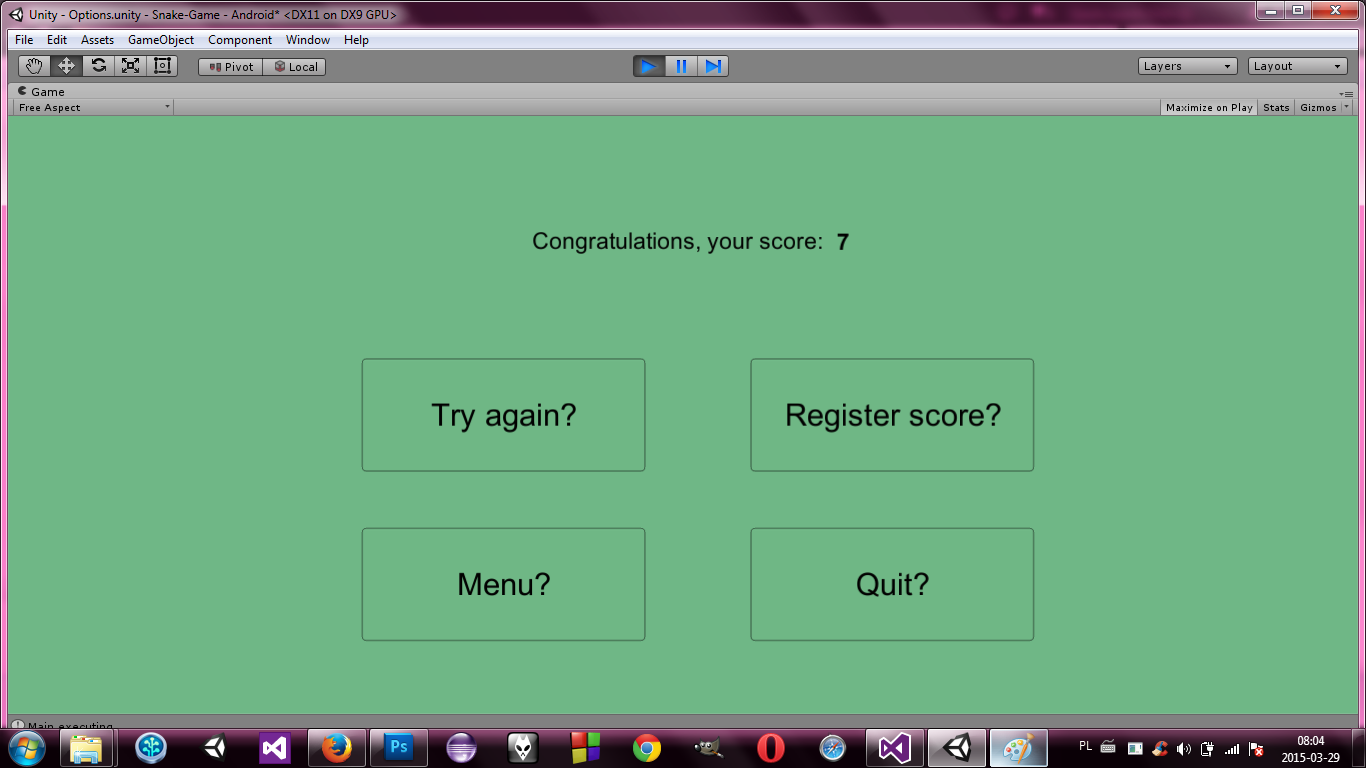 Unity - Options.unity - Snake-Game - Android* <DX11 on DX9 GPU>
File Edit Assets GameObject Component Window Help
Pivot Local Layers Layout
Game
Free Aspect Maximize on Play Stats Gizmos
Congratulations, your score: 7
Try again? Register score?
Menu? Quit?
Main executing
Ps PL 08:04
2015-03-29